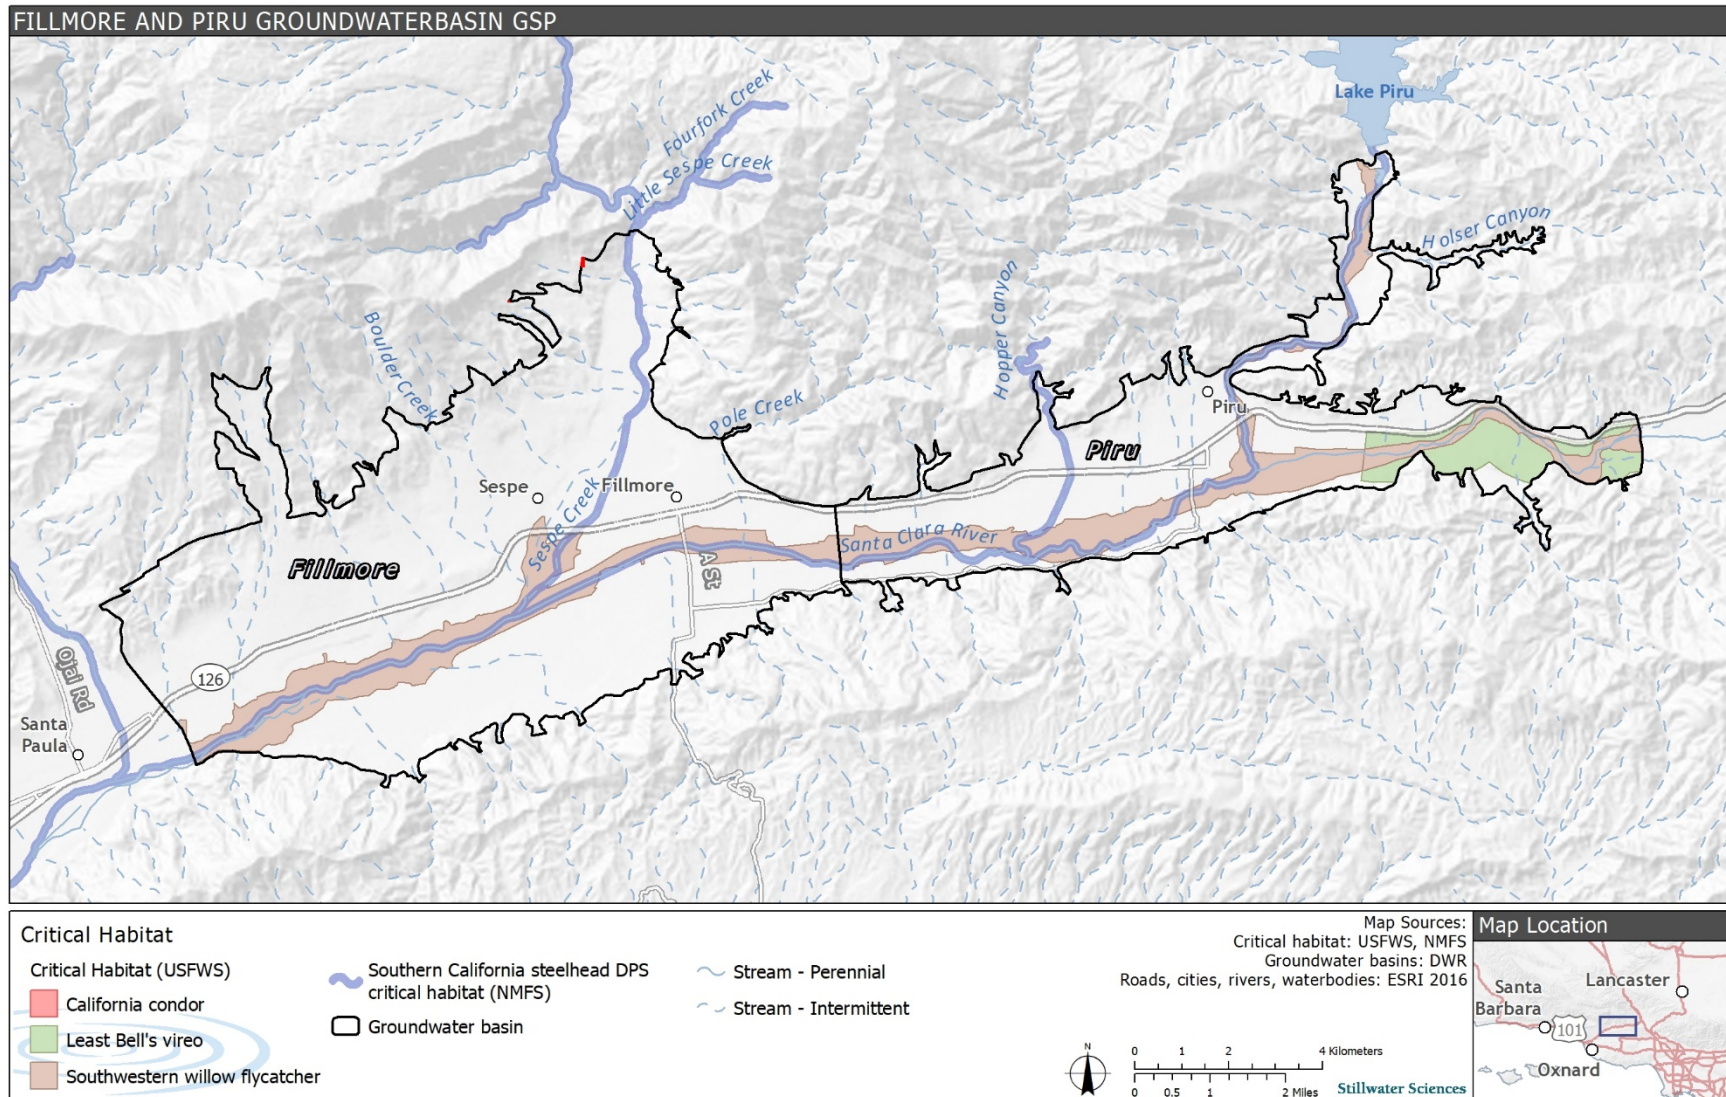 FILLMORE AND PIRU GROUNDWATERBASIN GSP
Lake Piru
Fourfork Creek
Little Sespe Creek
Holser Canyon
Hopper Canyon
Boulder Creek
Pole Creek
Piru
Piru
Sespe
Fillmore
Sespe Creek
Santa Clara River
A St
Fillmore
126
Ojai Rd
Santa
Paula
Critical Habitat
Critical Habitat (USFWS)
California condor
Least Bell's vireo
Southwestern willow flycatcher
Southern California steelhead DPS
critical habitat (NMFS)
Groundwater basin
Stream - Perennial
Stream - Intermittent
Map Sources:
Critical habitat: USFWS, NMFS
Groundwater basins: DWR
Roads, cities, rivers, waterbodies: ESRI 2016
N
0 1 2 4 Kilometers
0 0.5 1 2 Miles
Stillwater Sciences
Map Location
Santa
Barbara
Lancaster
101
Oxnard